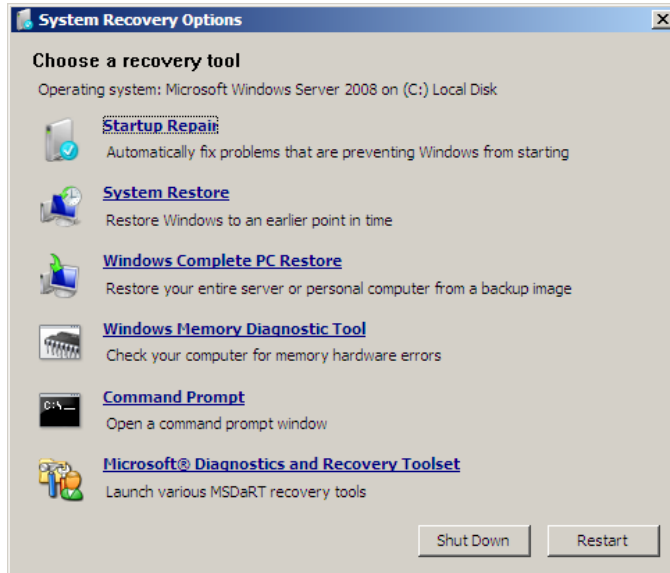 System Recovery Options
Choose a recovery tool
Operating system: Microsoft Windows Server 2008 on (C:) Local Disk
Startup Repair
Automatically fix problems that are preventing Windows from starting
System Restore
Restore Windows to an earlier point in time
Windows Complete PC Restore
Restore your entire server or personal computer from a backup image
Windows Memory Diagnostic Tool
Check your computer for memory hardware errors
C:\_
Command Prompt
Open a command prompt window
Microsoft® Diagnostics and Recovery Toolset
Launch various MSDaRT recovery tools
Shut Down Restart